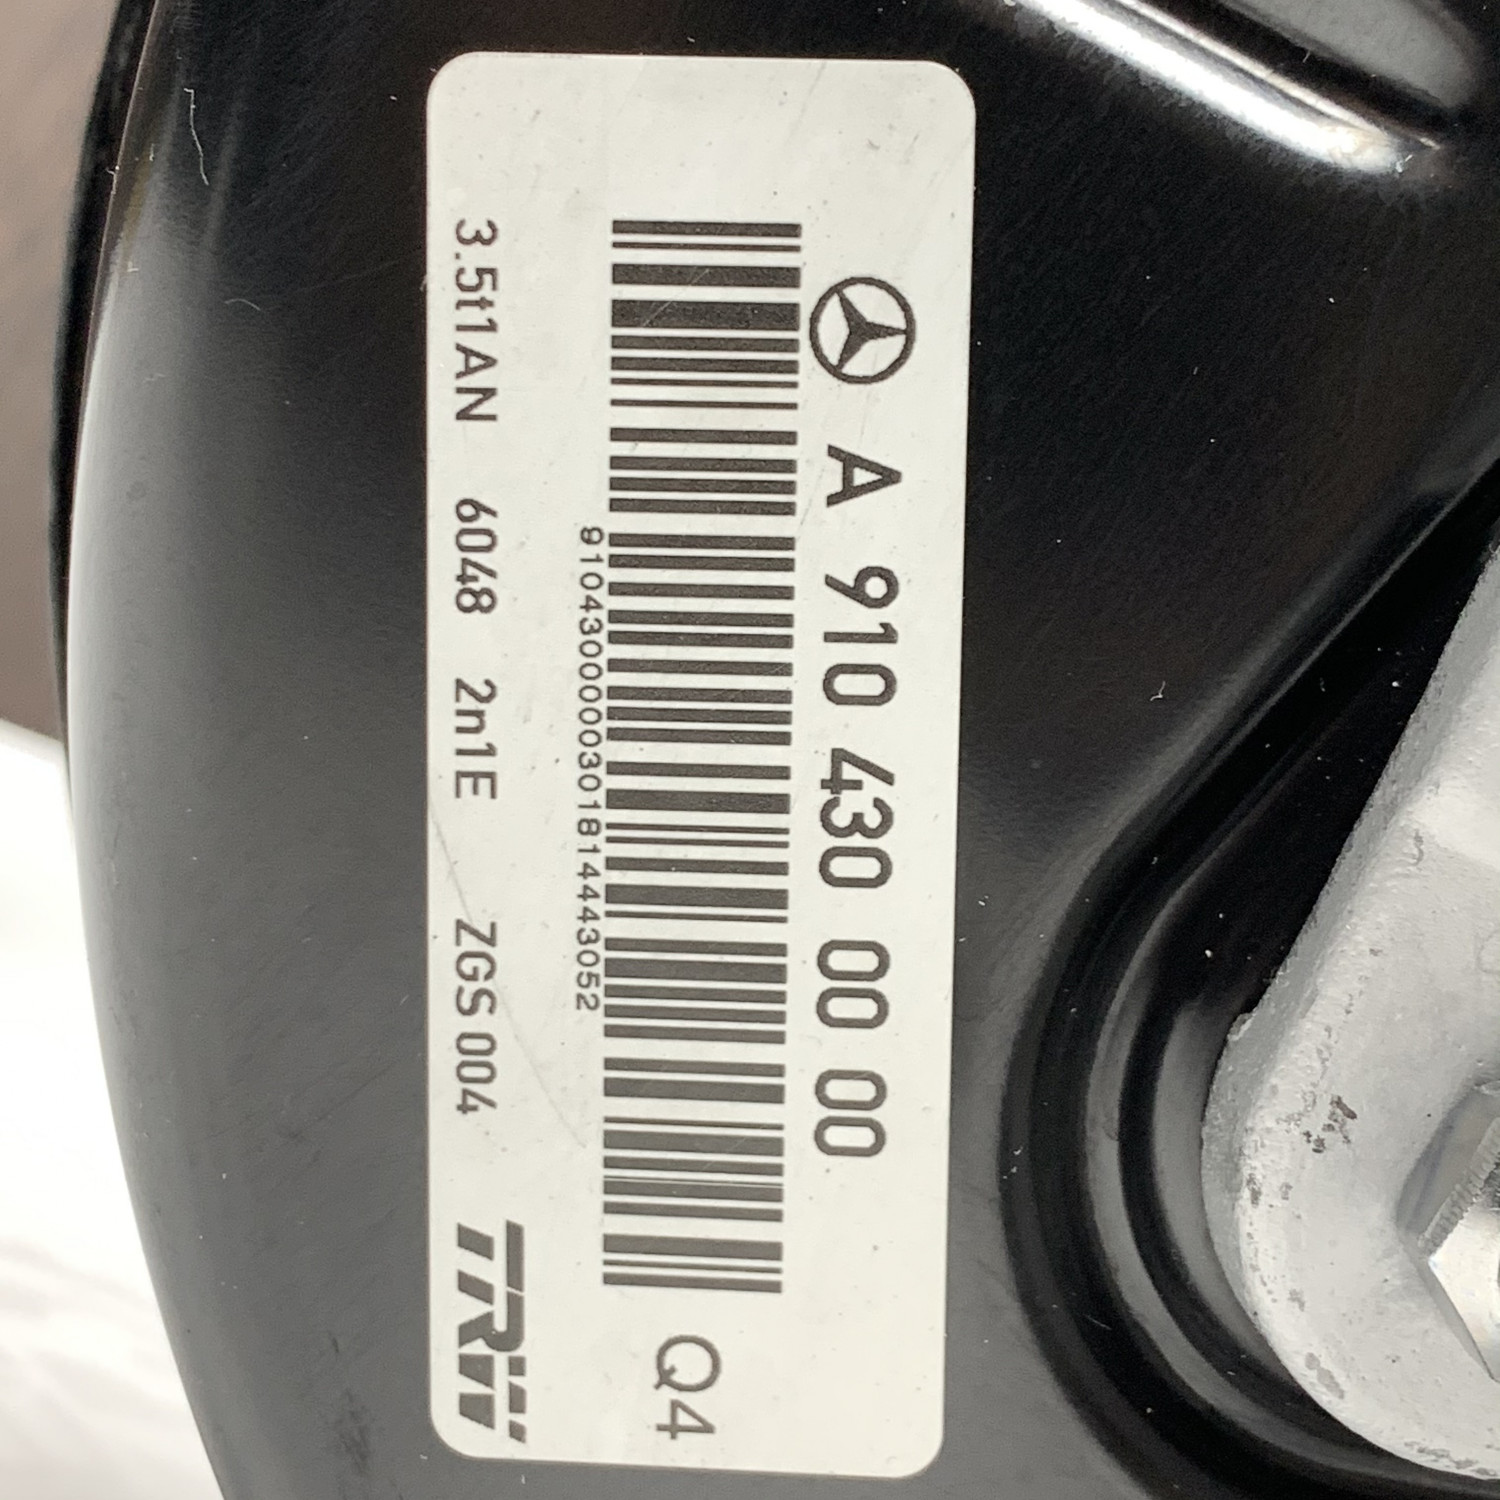 A 910 430 00 00
9104300000301814443052
Q4
3.5t1AN 6048 2n1E ZGS 004
TRW